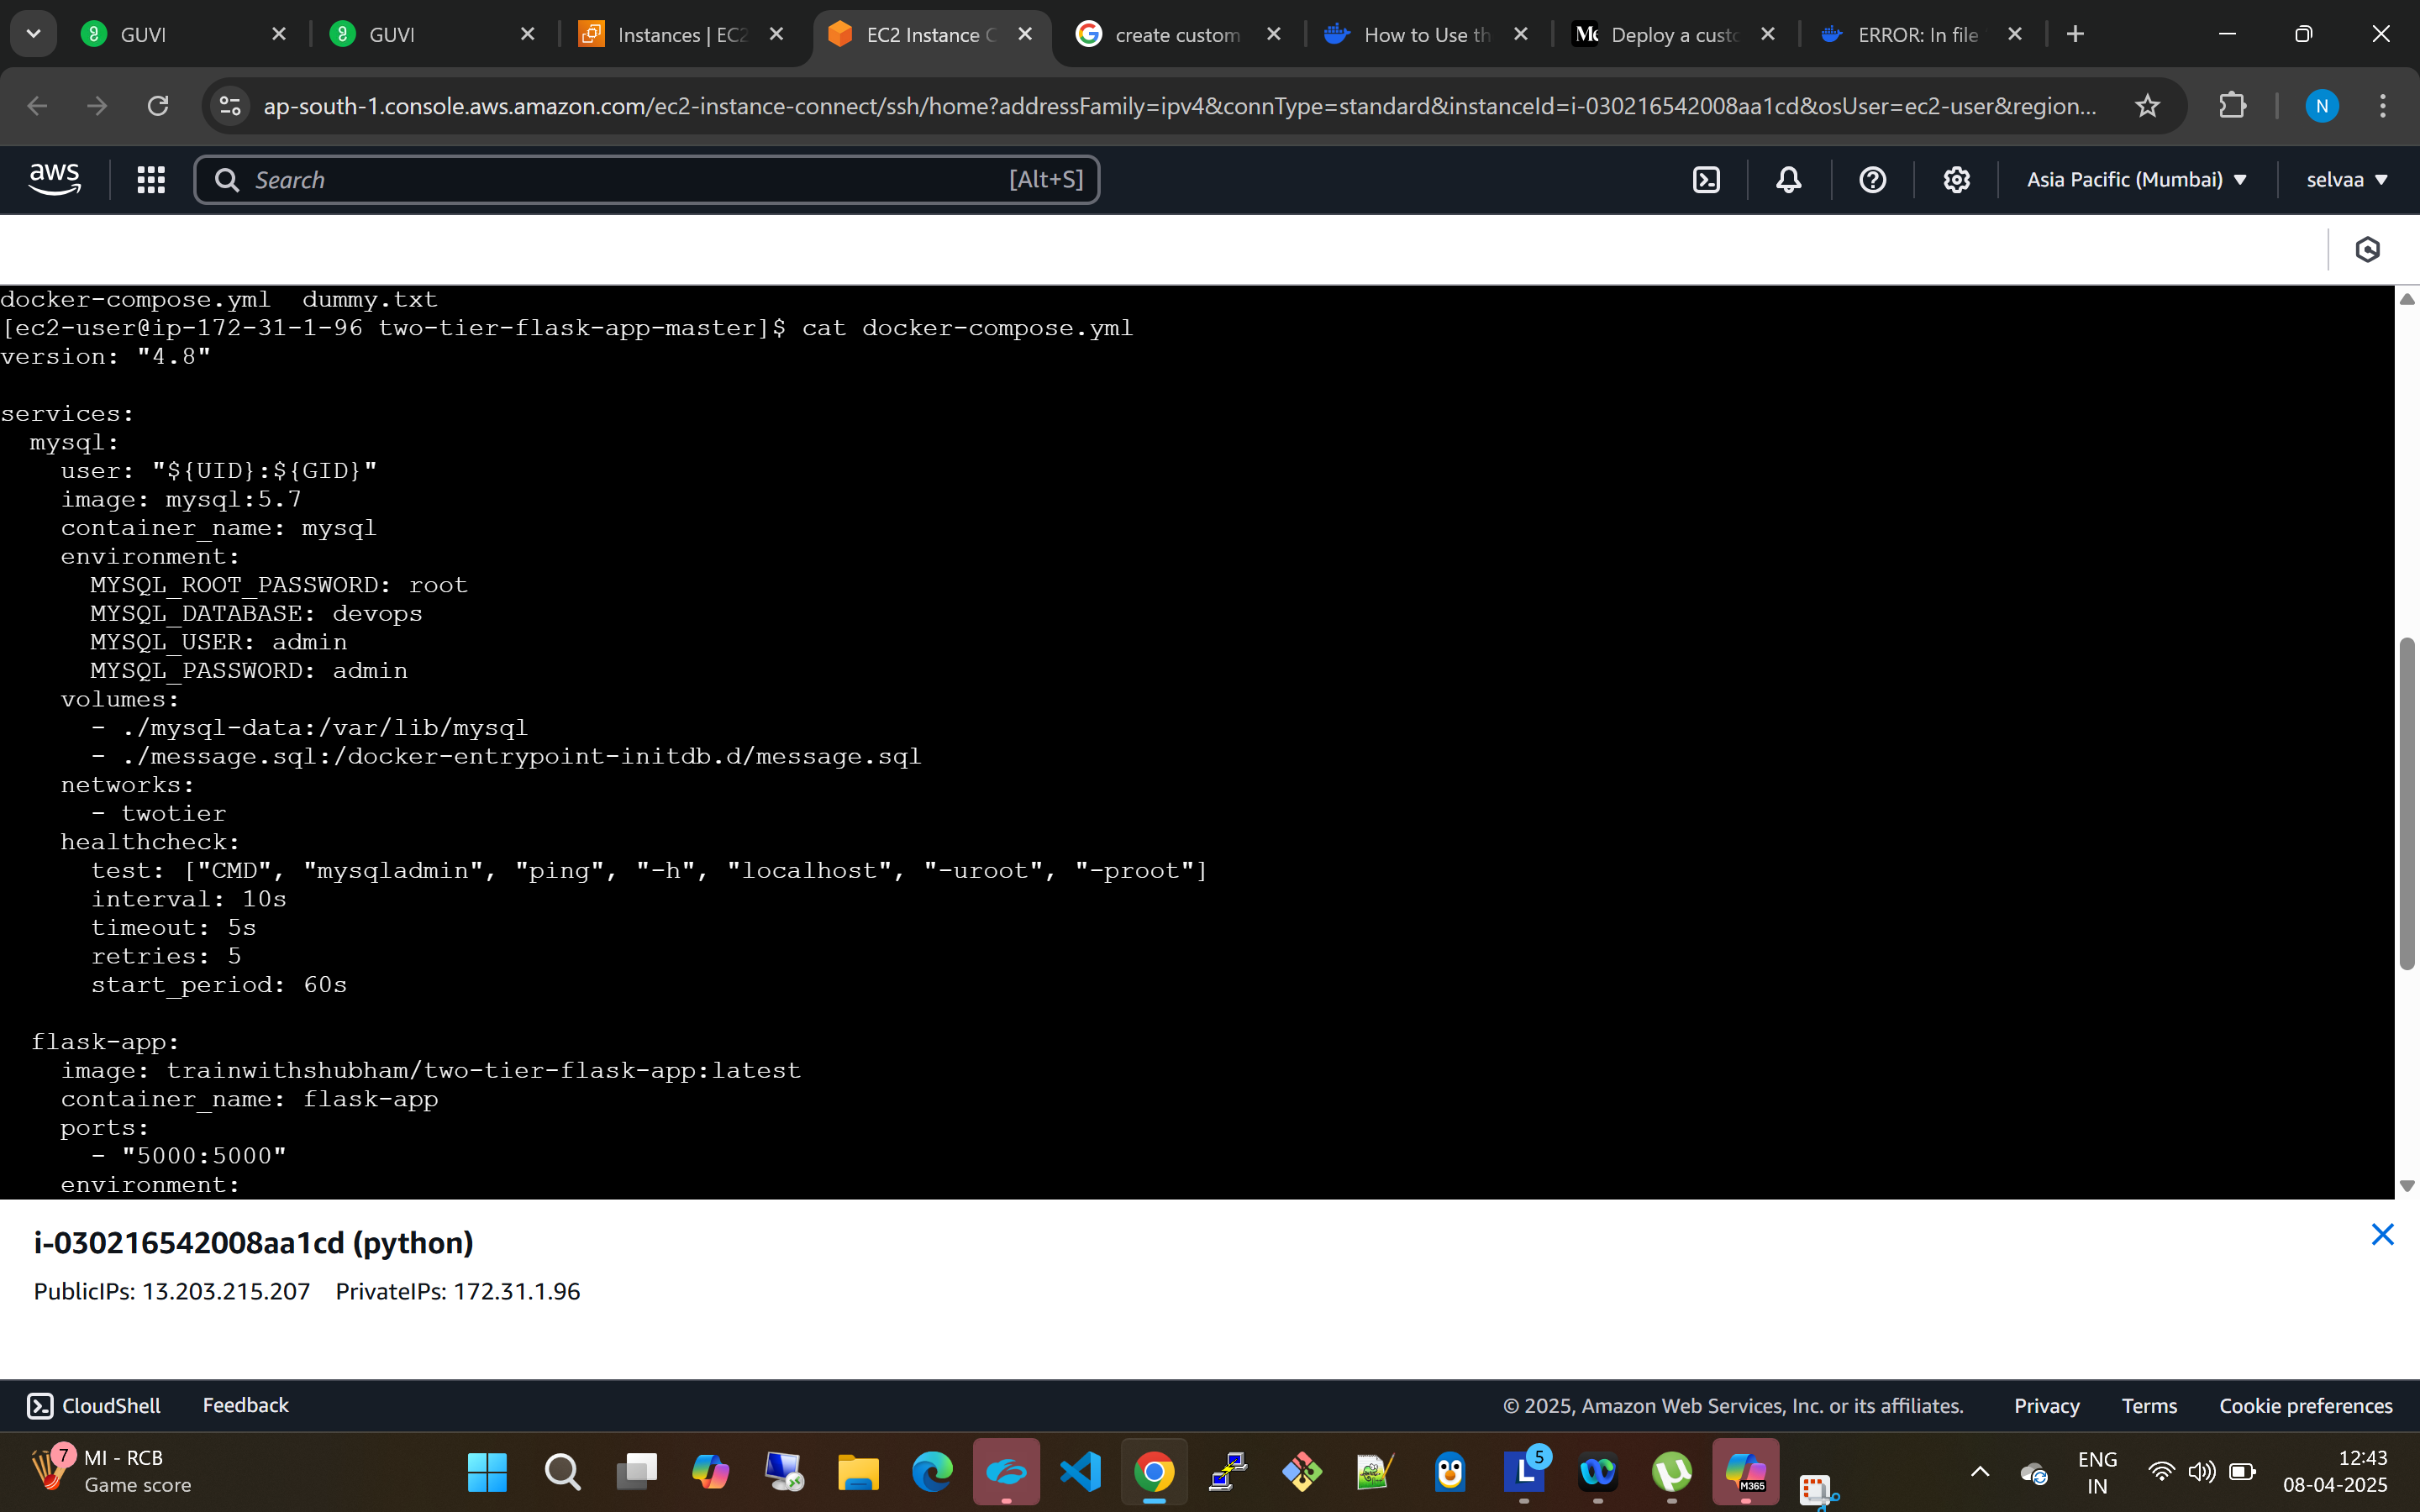 GUVI
GUVI
Instances | EC2
EC2 Instance C
create custom
How to Use th
Deploy a custo
ERROR: In file
ap-south-1.console.aws.amazon.com/ec2-instance-connect/ssh/home?addressFamily=ipv4&connType=standard&instanceId=i-030216542008aa1cd&osUser=ec2-user&region...
N
aws
Search
[Alt+S]
Asia Pacific (Mumbai)
selvaa
docker-compose.yml  dummy.txt
[ec2-user@ip-172-31-1-96 two-tier-flask-app-master]$ cat docker-compose.yml
version: "4.8"
services:
  mysql:
    user: "${UID}:${GID}"
    image: mysql:5.7
    container_name: mysql
    environment:
      MYSQL_ROOT_PASSWORD: root
      MYSQL_DATABASE: devops
      MYSQL_USER: admin
      MYSQL_PASSWORD: admin
    volumes:
      - ./mysql-data:/var/lib/mysql
      - ./message.sql:/docker-entrypoint-initdb.d/message.sql
    networks:
      - twotier
    healthcheck:
      test: ["CMD", "mysqladmin", "ping", "-h", "localhost", "-uroot", "-proot"]
      interval: 10s
      timeout: 5s
      retries: 5
      start_period: 60s
  flask-app:
    image: trainwithshubham/two-tier-flask-app:latest
    container_name: flask-app
    ports:
      - "5000:5000"
    environment:
i-030216542008aa1cd (python)
PublicIPs: 13.203.215.207    PrivateIPs: 172.31.1.96
CloudShell
Feedback
© 2025, Amazon Web Services, Inc. or its affiliates.
Privacy
Terms
Cookie preferences
7
MI - RCB
Game score
L
5
M365
ENG
IN
12:43
08-04-2025